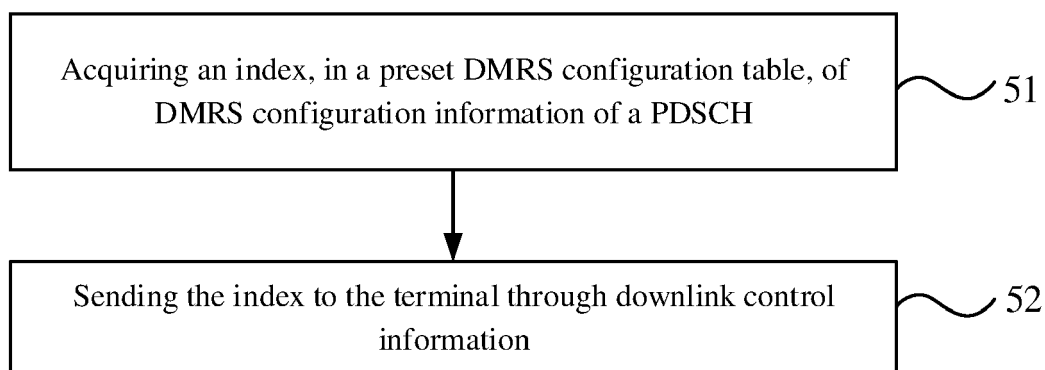 Acquiring an index, in a preset DMRS configuration table, of
DMRS configuration information of a PDSCH
51
Sending the index to the terminal through downlink control
information
52